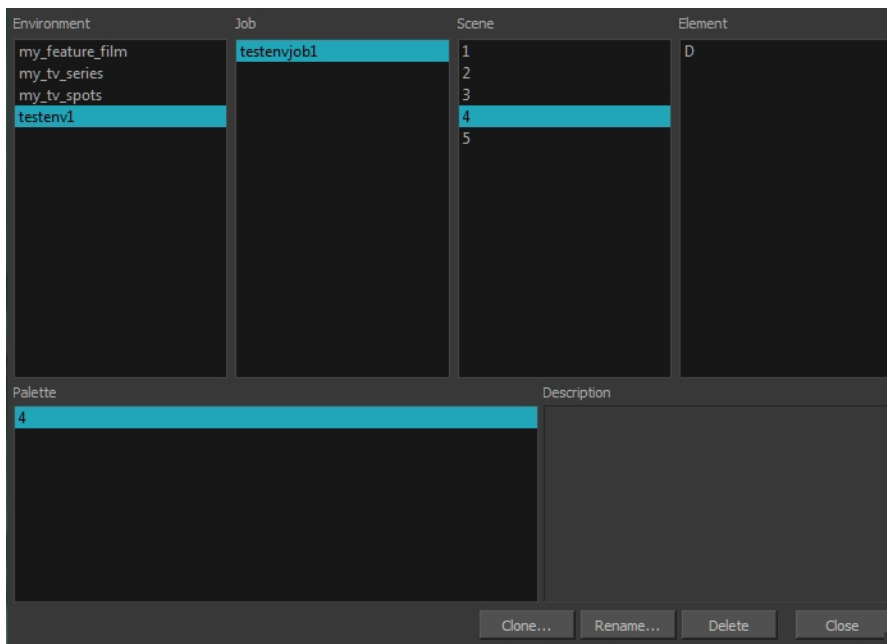 Environment Job Scene Element
my_feature_film testenvjob1 1 D
my_tv_series 2
my_tv_spots 3
testenv1 4
5
Palette Description
4
Clone... Rename... Delete Close